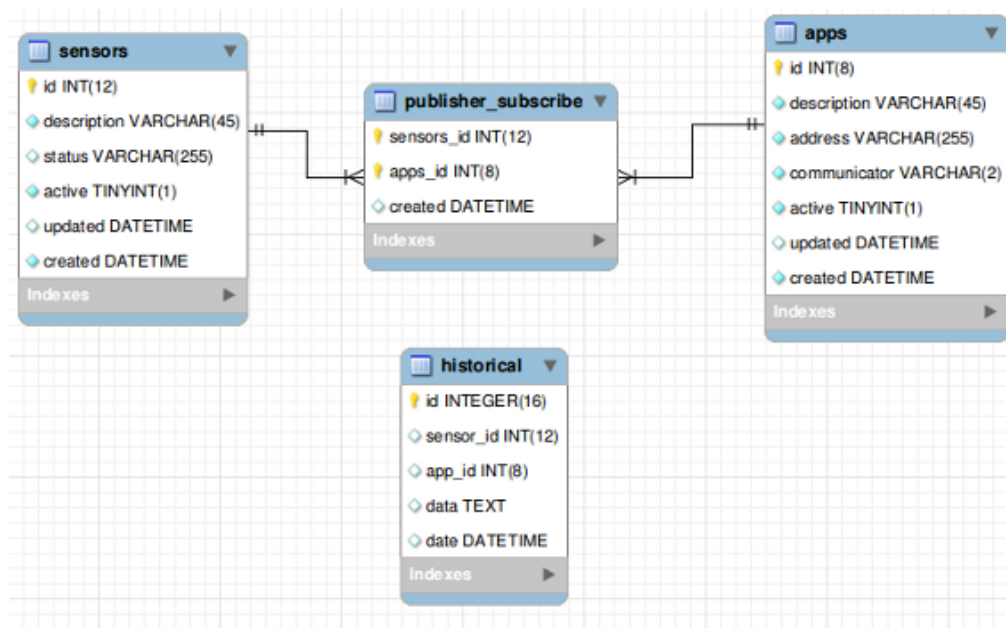 sensors
id INT(12)
description VARCHAR(45)
status VARCHAR(255)
active TINYINT(1)
updated DATETIME
created DATETIME
Indexes
publisher_subscribe
sensors_id INT(12)
apps_id INT(8)
created DATETIME
Indexes
apps
id INT(8)
description VARCHAR(45)
address VARCHAR(255)
communicator VARCHAR(2)
active TINYINT(1)
updated DATETIME
created DATETIME
Indexes
historical
id INTEGER(16)
sensor_id INT(12)
app_id INT(8)
data TEXT
date DATETIME
Indexes